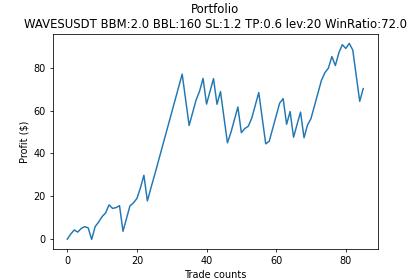 Portfolio
WAVESUSDT BBM:2.0 BBL:160 SL:1.2 TP:0.6 lev:20 WinRatio:72.0
Profit ($)
80
60
40
20
0
0 20 40 60 80
Trade counts